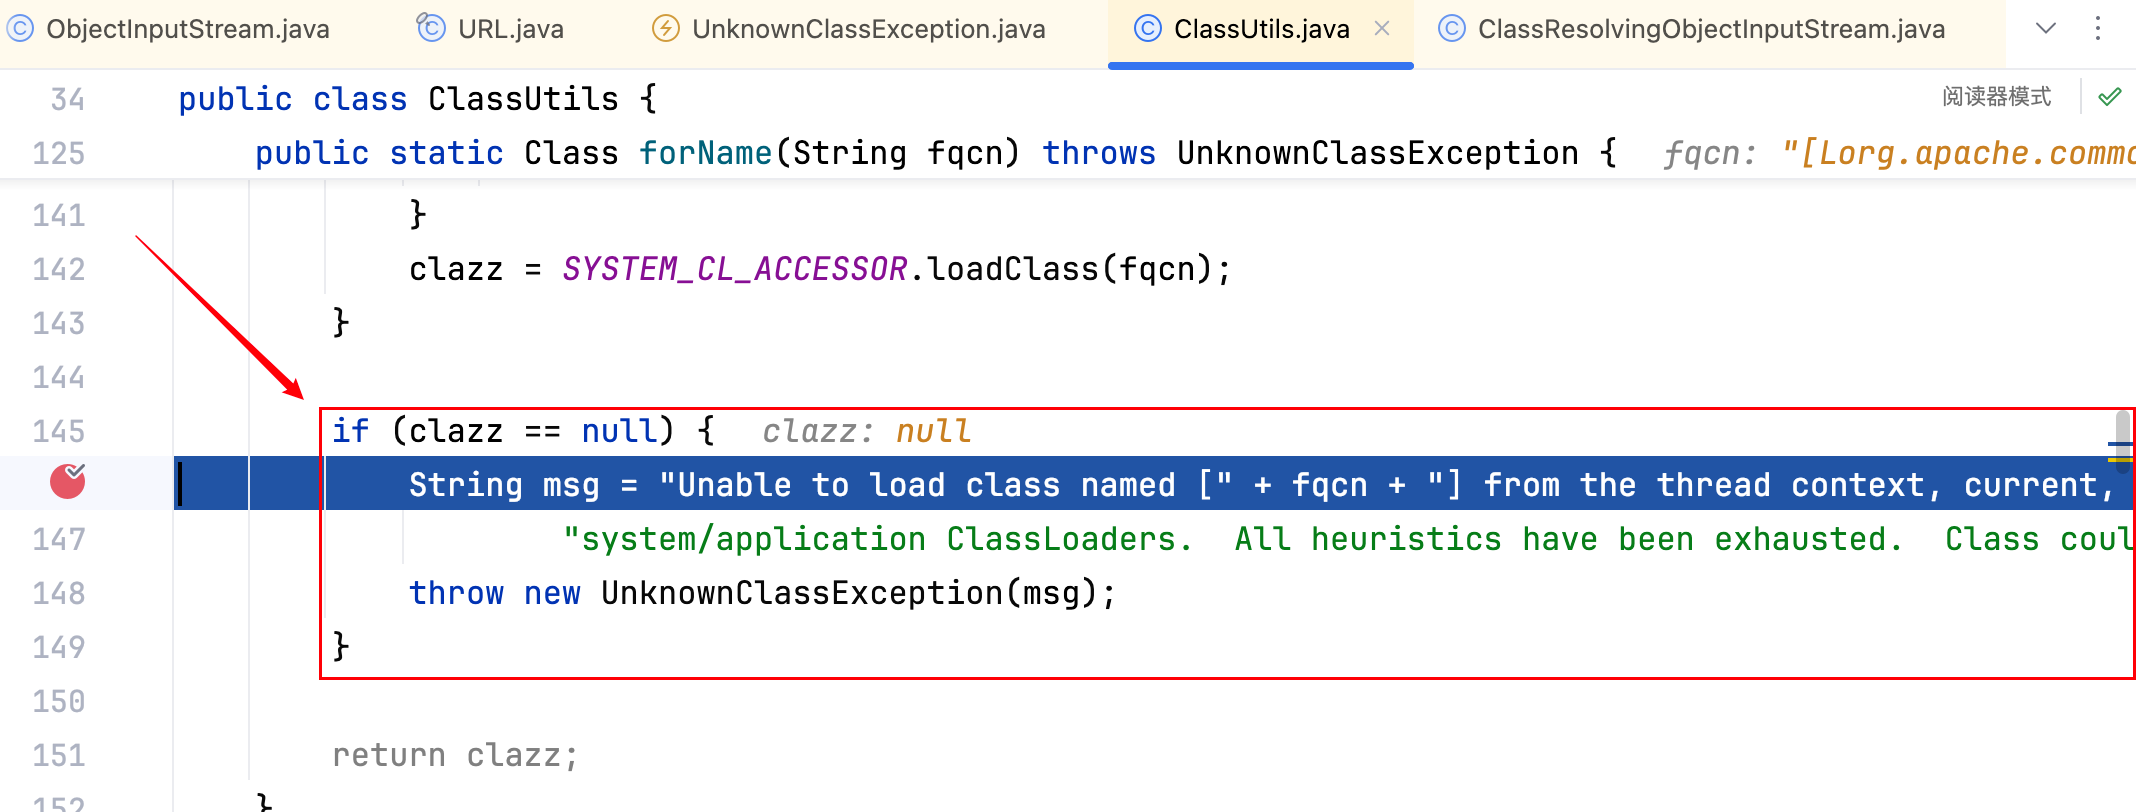 ObjectInputStream.java URL.java UnknownClassException.java ClassUtils.java ClassResolvingObjectInputStream.java
34 public class ClassUtils { 阅读器模式
125 public static Class forName(String fqcn) throws UnknownClassException { fqcn: "[Lorg.apache.commo
141 }
142 clazz = SYSTEM_CL_ACCESSOR.loadClass(fqcn);
143 }
144
145 if (clazz == null) { clazz: null
String msg = "Unable to load class named [" + fqcn + "] from the thread context, current,
147 "system/application ClassLoaders.  All heuristics have been exhausted.  Class coul
148 throw new UnknownClassException(msg);
149 }
150
151 return clazz;
152 }